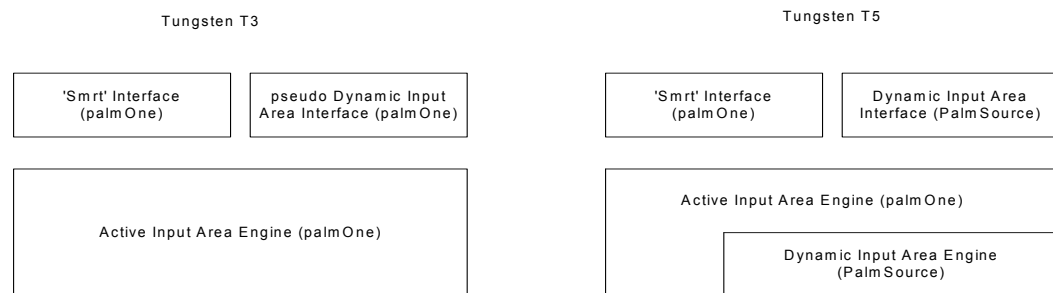 Tungsten T3
'Smrt' Interface
(palmOne)
pseudo Dynamic Input
Area Interface (palmOne)
Active Input Area Engine (palmOne)
Tungsten T5
'Smrt' Interface
(palmOne)
Dynamic Input Area
Interface (PalmSource)
Active Input Area Engine (palmOne)
Dynamic Input Area Engine
(PalmSource)